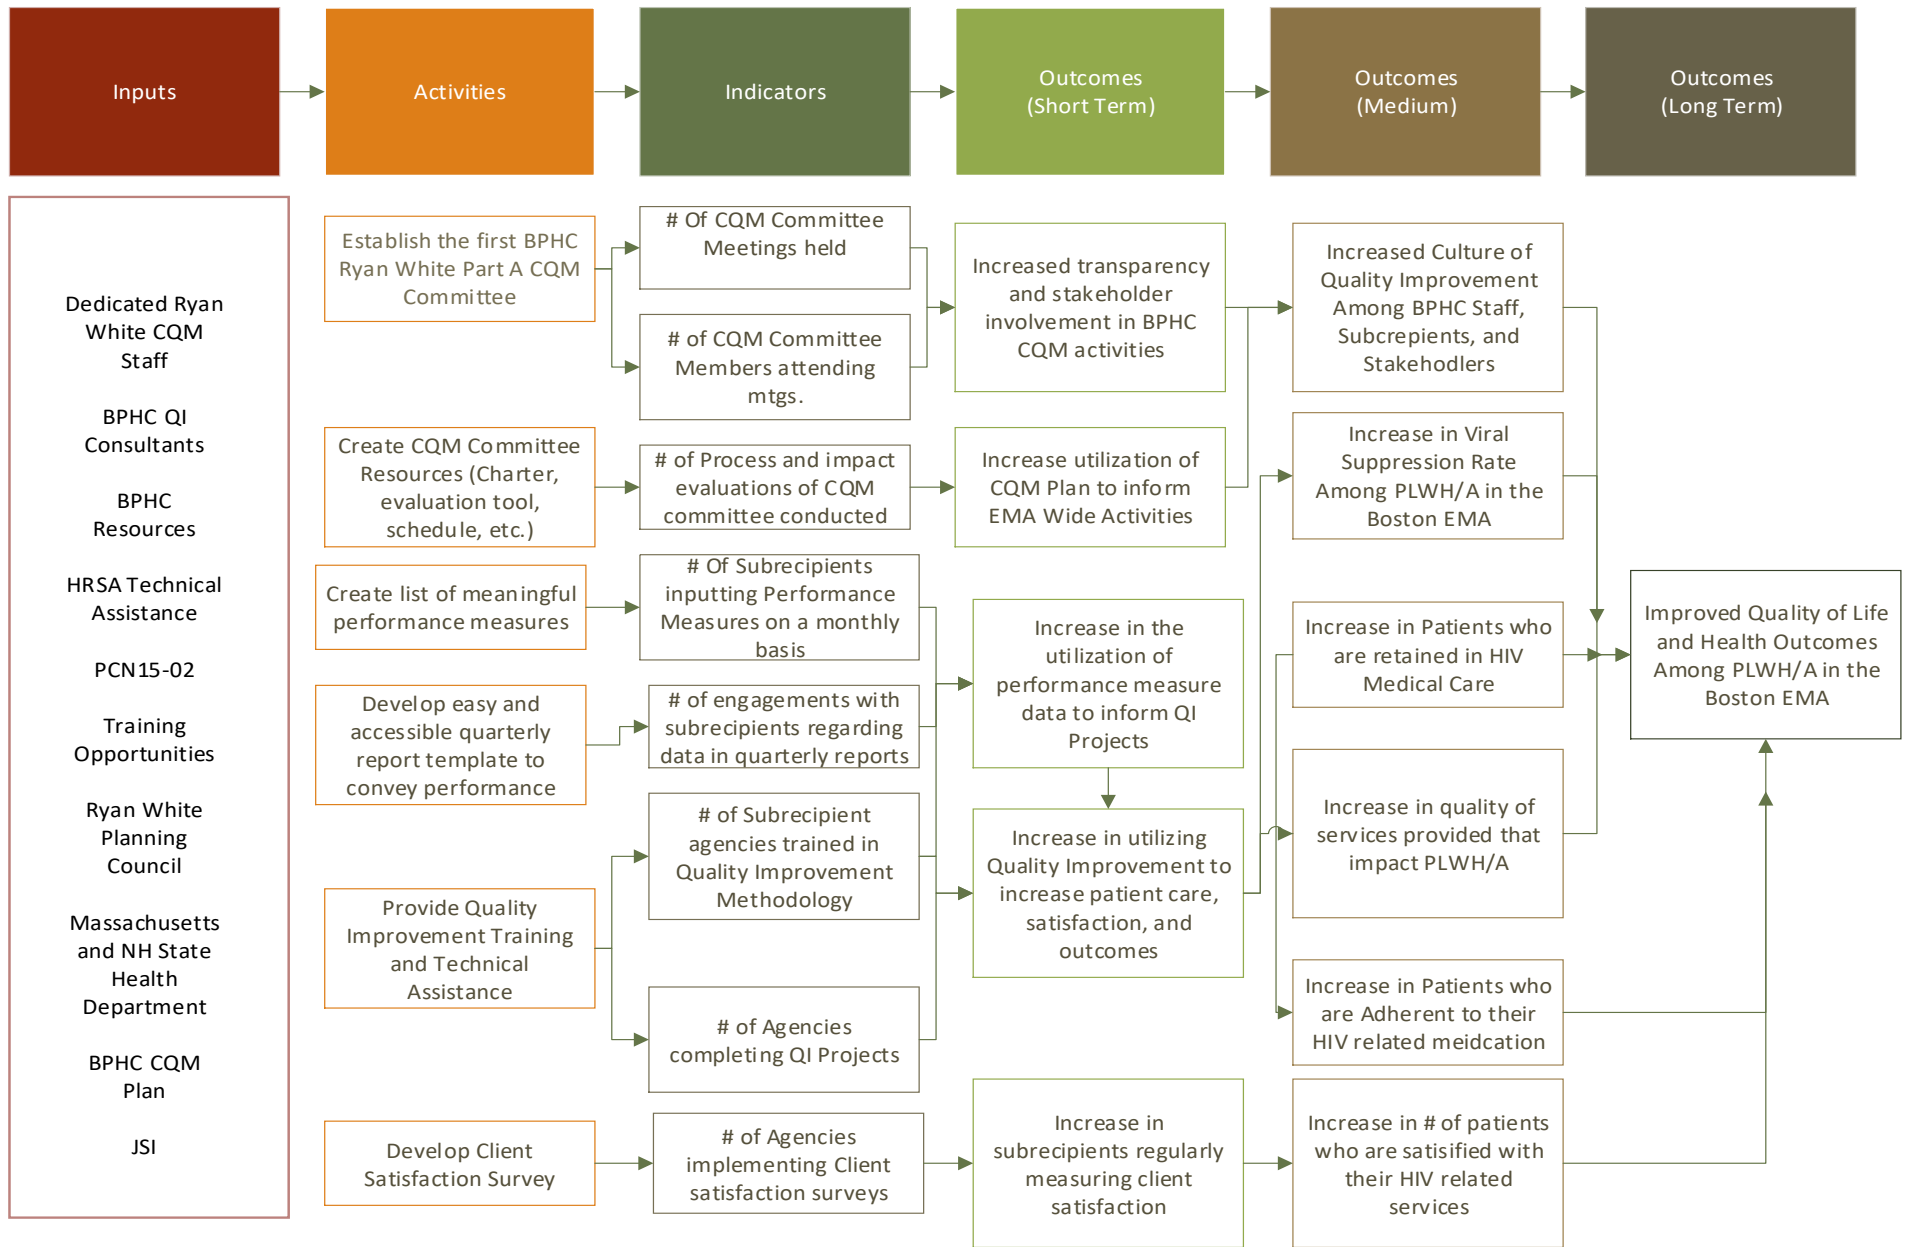 Inputs
Activities
Indicators
Outcomes
(Short Term)
Outcomes
(Medium)
Outcomes
(Long Term)
Dedicated Ryan
White CQM
Staff
BPHC QI
Consultants
BPHC
Resources
HRSA Technical
Assistance
PCN15-02
Training
Opportunities
Ryan White
Planning
Council
Massachusetts
and NH State
Health
Department
BPHC CQM
Plan
JSI
Establish the first BPHC
Ryan White Part A CQM
Committee
Create CQM Committee
Resources (Charter,
evaluation tool,
schedule, etc.)
Create list of meaningful
performance measures
Develop easy and
accessible quarterly
report template to
convey performance
Provide Quality
Improvement Training
and Technical
Assistance
Develop Client
Satisfaction Survey
# Of CQM Committee
Meetings held
# of CQM Committee
Members attending
mtgs.
# of Process and impact
evaluations of CQM
committee conducted
# Of Subrecipients
inputting Performance
Measures on a monthly
basis
# of engagements with
subrecipients regarding
data in quarterly reports
# of Subrecipient
agencies trained in
Quality Improvement
Methodology
# of Agencies
completing QI Projects
# of Agencies
implementing Client
satisfaction surveys
Increased transparency
and stakeholder
involvement in BPHC
CQM activities
Increase utilization of
CQM Plan to inform
EMA Wide Activities
Increase in the
utilization of
performance measure
data to inform QI
Projects
Increase in utilizing
Quality Improvement to
increase patient care,
satisfaction, and
outcomes
Increase in
subrecipients regularly
measuring client
satisfaction
Increased Culture of
Quality Improvement
Among BPHC Staff,
Subcrepients, and
Stakehodlers
Increase in Viral
Suppression Rate
Among PLWH/A in the
Boston EMA
Increase in Patients who
are retained in HIV
Medical Care
Increase in quality of
services provided that
impact PLWH/A
Increase in Patients who
are Adherent to their
HIV related meidcation
Increase in # of patients
who are satisified with
their HIV related
services
Improved Quality of Life
and Health Outcomes
Among PLWH/A in the
Boston EMA